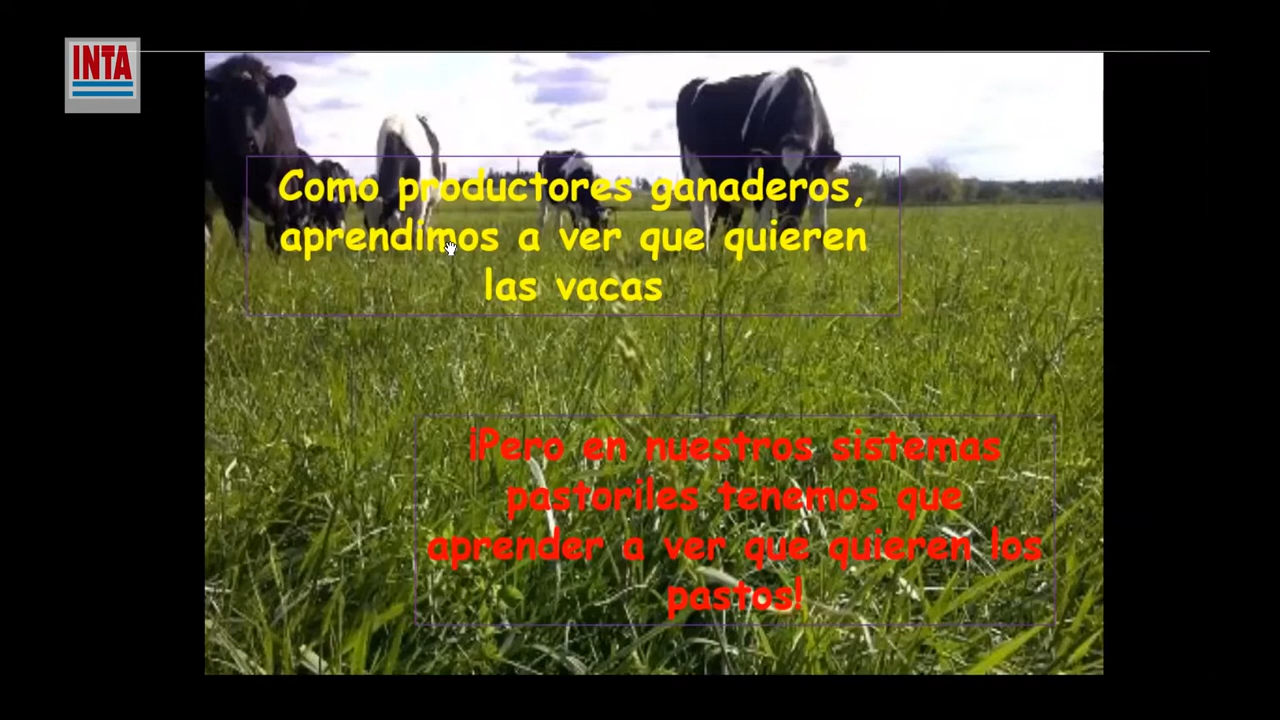 INTA
Como productores ganaderos,
aprendimos a ver que quieren
las vacas
¡Pero en nuestros sistemas
pastoriles tenemos que
aprender a ver que quieren los
pastos!